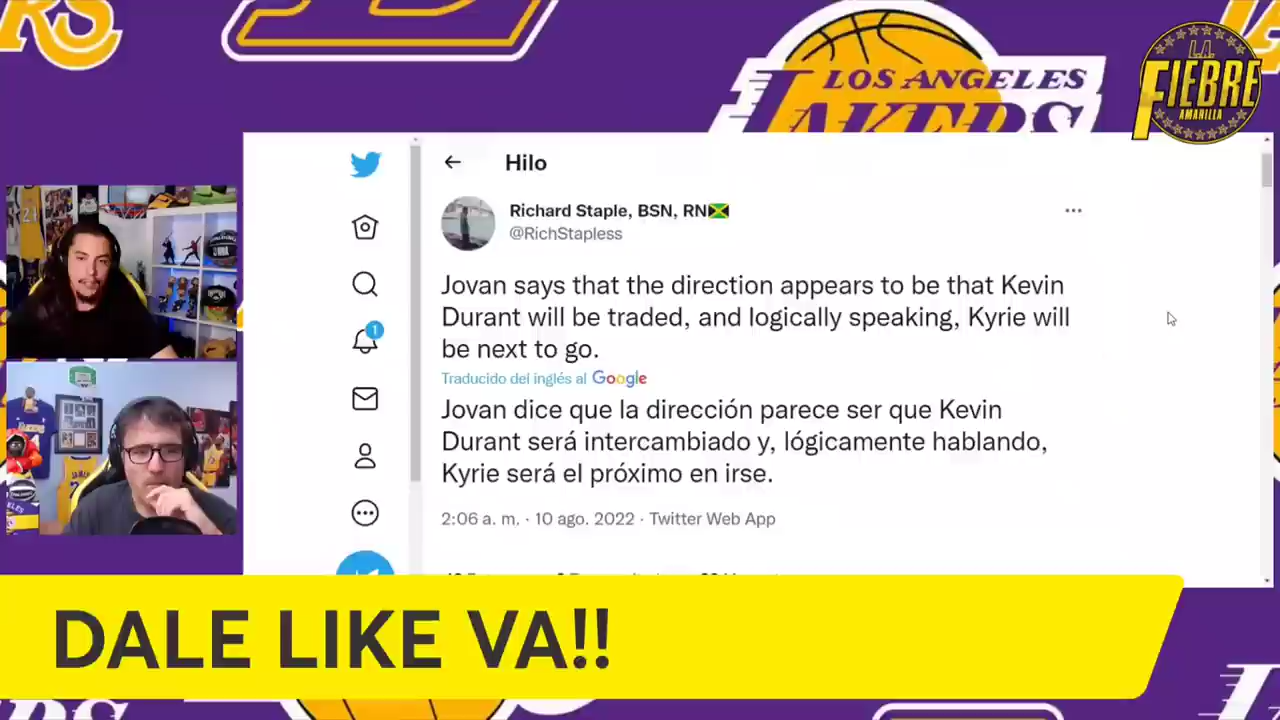 RS
LOS ANGELES
LAKERS
L.A.
FIEBRE
AMARILLA
Hilo
Richard Staple, BSN, RN
@RichStapless
Jovan says that the direction appears to be that Kevin
Durant will be traded, and logically speaking, Kyrie will
be next to go.
Traducido del inglés al Google
Jovan dice que la dirección parece ser que Kevin
Durant será intercambiado y, lógicamente hablando,
Kyrie será el próximo en irse.
2:06 a. m. · 10 ago. 2022 · Twitter Web App
1
DALE LIKE VA!!